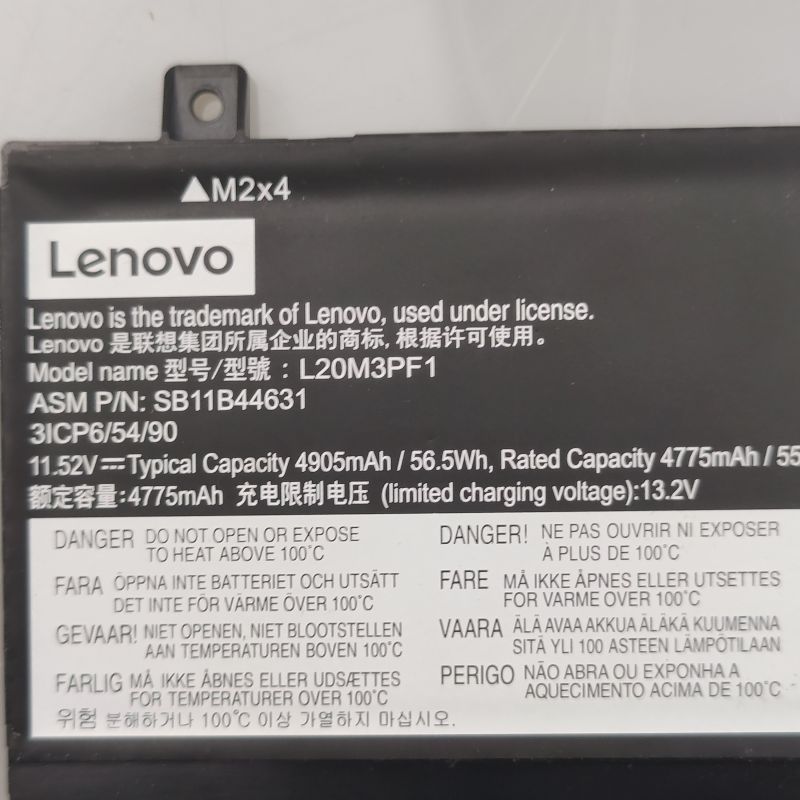 ▲M2x4
Lenovo
Lenovo is the trademark of Lenovo, used under license.
Lenovo 是联想集团所属企业的商标, 根据许可使用。
Model name 型号/型號 : L20M3PF1
ASM P/N: SB11B44631
3ICP6/54/90
11.52V⎓Typical Capacity 4905mAh / 56.5Wh, Rated Capacity 4775mAh / 55
额定容量:4775mAh 充电限制电压 (limited charging voltage):13.2V
DANGER DO NOT OPEN OR EXPOSE
TO HEAT ABOVE 100°C
FARA ÖPPNA INTE BATTERIET OCH UTSÄTT
DET INTE FÖR VÄRME ÖVER 100°C
GEVAAR! NIET OPENEN, NIET BLOOTSTELLEN
AAN TEMPERATUREN BOVEN 100°C
FARLIG MÅ IKKE ÅBNES ELLER UDSÆTTES
FOR TEMPERATURER OVER 100°C
위험 분해하거나 100°C 이상 가열하지 마십시오.
DANGER! NE PAS OUVRIR NI EXPOSER
À PLUS DE 100°C
FARE MÅ IKKE ÅPNES ELLER UTSETTES
FOR VARME OVER 100°C
VAARA ÄLÄ AVAA AKKUA ÄLÄKÄ KUUMENNA
SITÄ YLI 100 ASTEEN LÄMPÖTILAAN
PERIGO NÃO ABRA OU EXPONHA A
AQUECIMENTO ACIMA DE 100°C